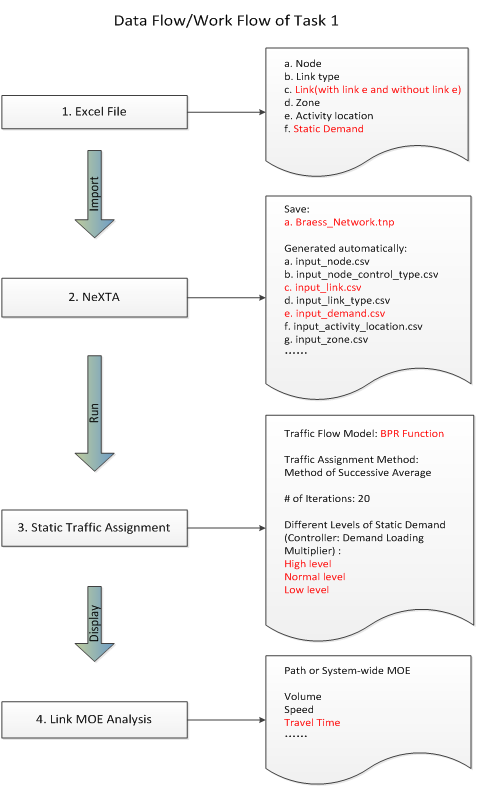 Data Flow/Work Flow of Task 1
1. Excel File
a. Node
b. Link type
c. Link(with link e and without link e)
d. Zone
e. Activity location
f. Static Demand
Import
2. NeXTA
Save:
a. Braess_Network.tnp
Generated automatically:
a. input_node.csv
b. input_node_control_type.csv
c. input_link.csv
d. input_link_type.csv
e. input_demand.csv
f. input_activity_location.csv
g. input_zone.csv
……
Run
3. Static Traffic Assignment
Traffic Flow Model: BPR Function
Traffic Assignment Method:
Method of Successive Average
# of Iterations: 20
Different Levels of Static Demand
(Controller: Demand Loading
Multiplier) :
High level
Normal level
Low level
Display
4. Link MOE Analysis
Path or System-wide MOE
Volume
Speed
Travel Time
……